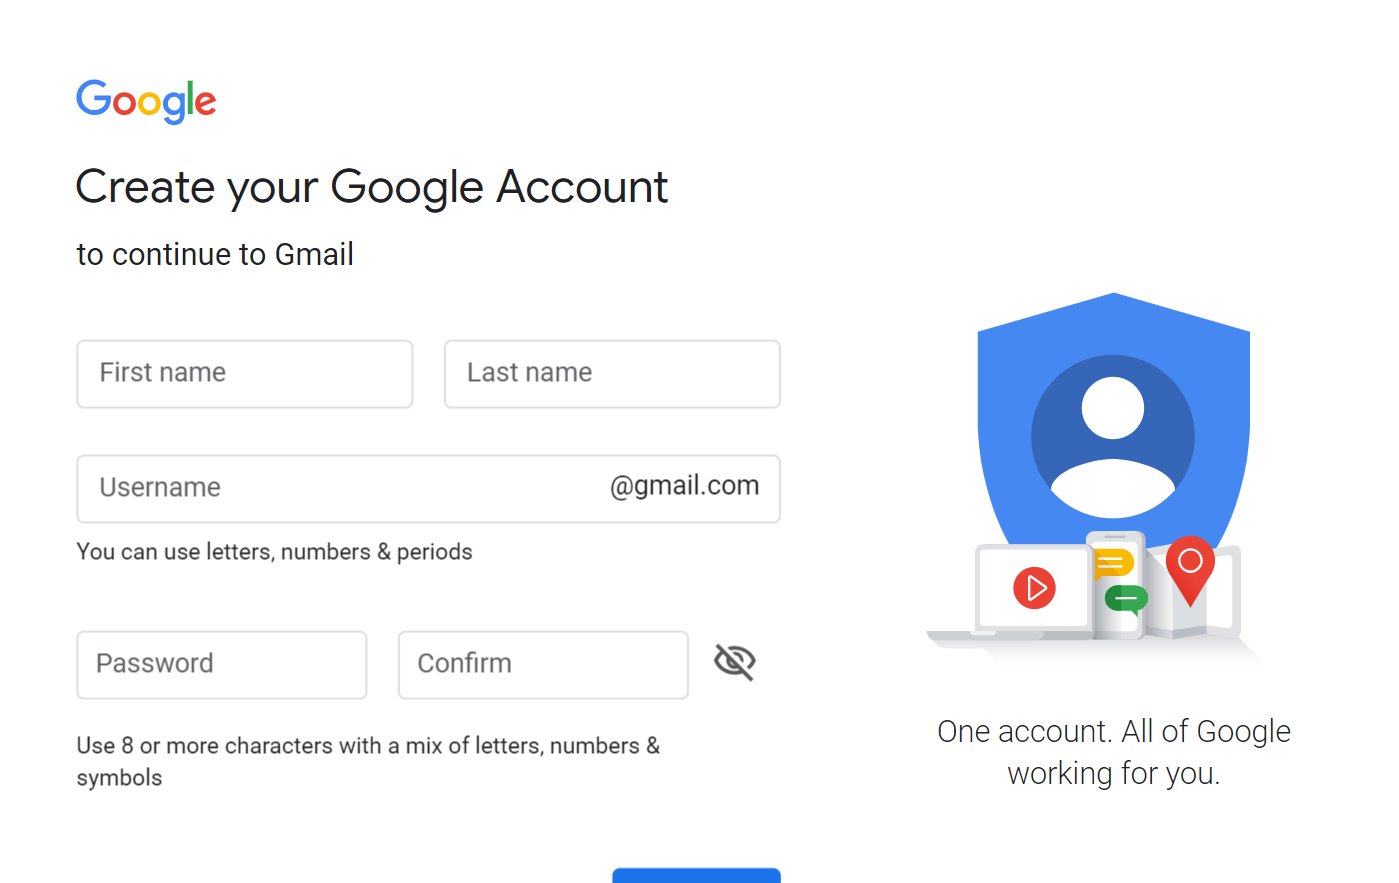 Google
Create your Google Account
to continue to Gmail
First name
Last name
Username
@gmail.com
You can use letters, numbers & periods
Password
Confirm
Use 8 or more characters with a mix of letters, numbers &
symbols
One account. All of Google
working for you.